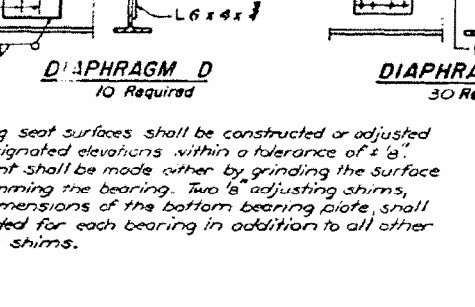 L 6 x 4 x
DIAPHRAGM D
10 Required
DIAPHRA
30 Re
g seat surfaces shall be constructed or adjusted
signated elevations within a tolerance of ± 1/8".
nt shall be made either by grinding the surface
mming the bearing. Two 1/8" adjusting shims,
mensions of the bottom bearing plate, shall
ded for each bearing in addition to all other
shims.